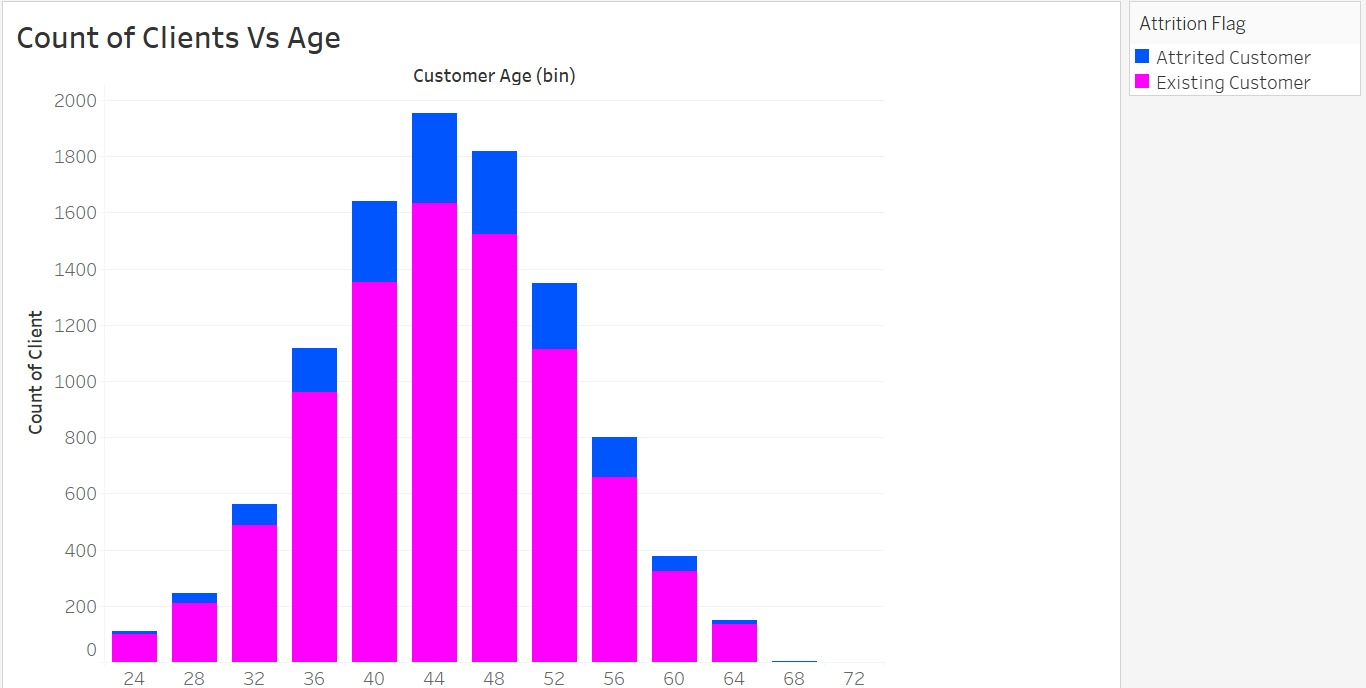 Count of Clients Vs Age
Customer Age (bin)
2000
1800
1600
1400
1200
1000
800
600
400
200
0
Count of Client
24 28 32 36 40 44 48 52 56 60 64 68 72
Attrition Flag
Attrited Customer
Existing Customer